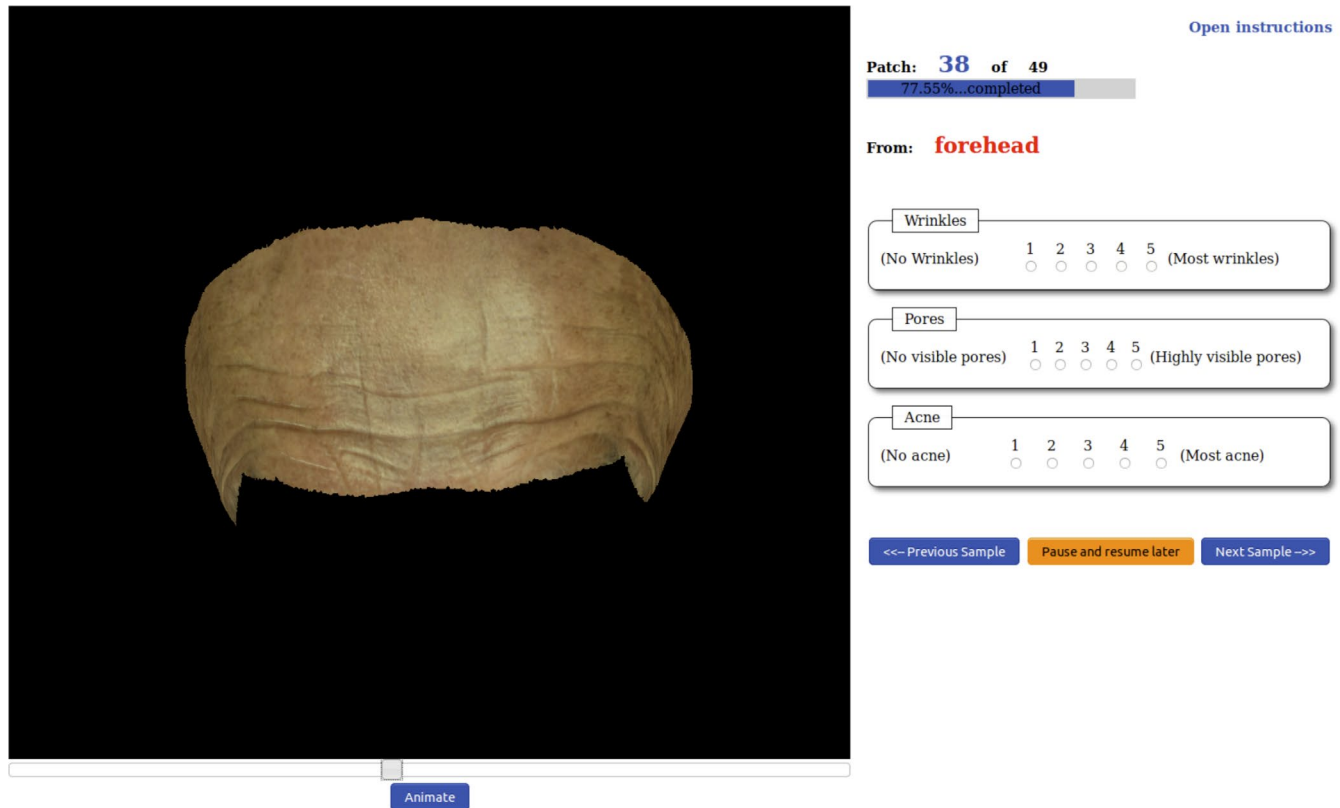 Open instructions
Patch: 38 of 49
77.55%...completed
From: forehead
Wrinkles
1 2 3 4 5
(No Wrinkles) (Most wrinkles)
Pores
1 2 3 4 5
(No visible pores) (Highly visible pores)
Acne
1 2 3 4 5
(No acne) (Most acne)
<<-- Previous Sample Pause and resume later Next Sample -->>
Animate